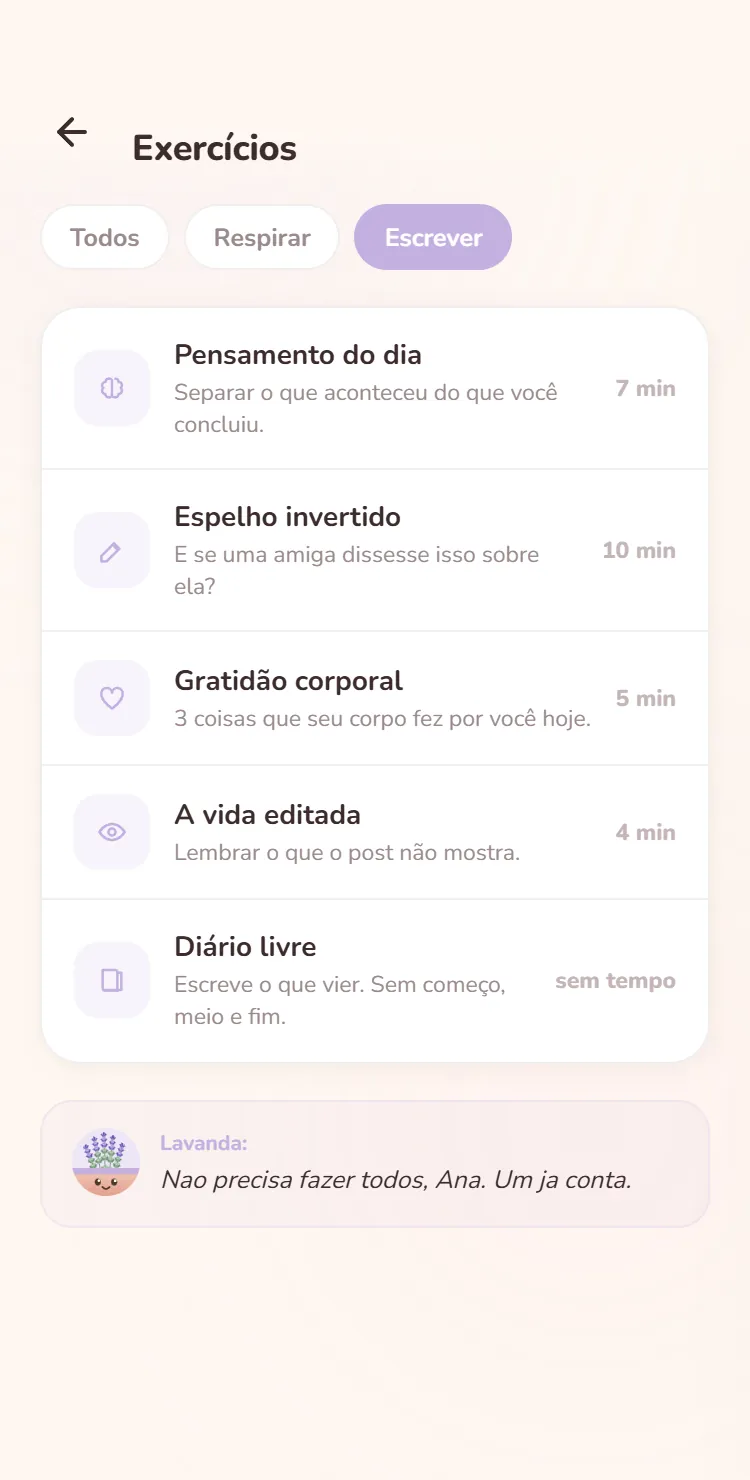 Exercícios
Todos
Respirar
Escrever
Pensamento do dia
Separar o que aconteceu do que você
concluiu.
7 min
Espelho invertido
E se uma amiga dissesse isso sobre
ela?
10 min
Gratidão corporal
3 coisas que seu corpo fez por você hoje.
5 min
A vida editada
Lembrar o que o post não mostra.
4 min
Diário livre
Escreve o que vier. Sem começo,
meio e fim.
sem tempo
Lavanda:
Nao precisa fazer todos, Ana. Um ja conta.